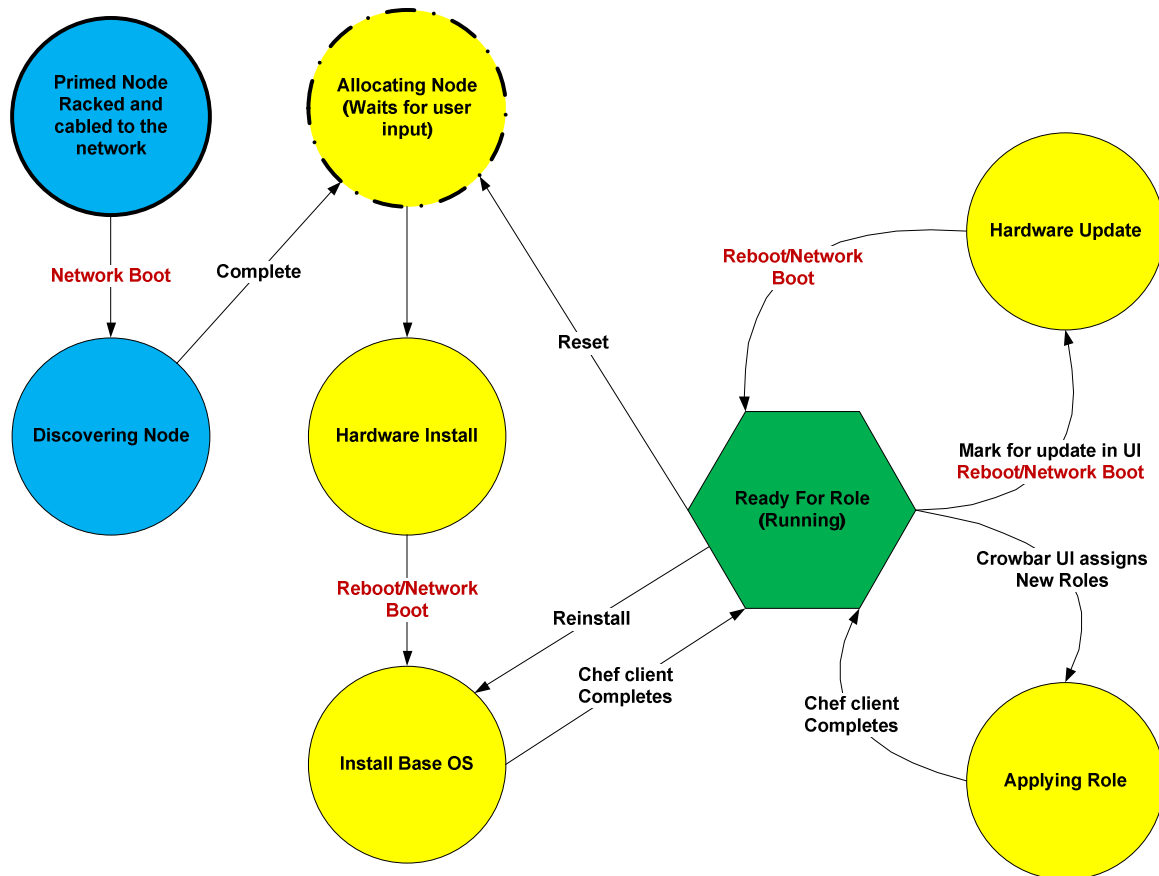 Primed Node
Racked and
cabled to the
network
Allocating Node
(Waits for user
input)
Hardware Update
Network Boot
Complete
Reboot/Network
Boot
Reset
Discovering Node
Hardware Install
Mark for update in UI
Reboot/Network Boot
Ready For Role
(Running)
Crowbar UI assigns
New Roles
Reboot/Network
Boot
Reinstall
Chef client
Completes
Chef client
Completes
Install Base OS
Applying Role